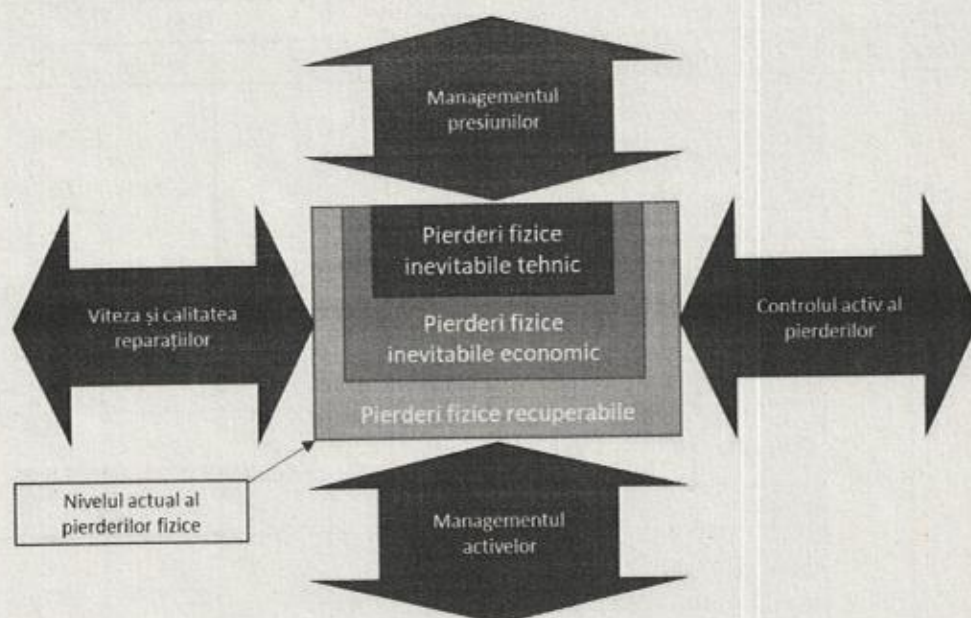 Managementul
presiunilor
Pierderi fizice
inevitabile tehnic
Viteza și calitatea
reparațiilor
Controlul activ al
pierderilor
Pierderi fizice
inevitabile economic
Pierderi fizice recuperabile
Nivelul actual al
pierderilor fizice
Managementul
activelor